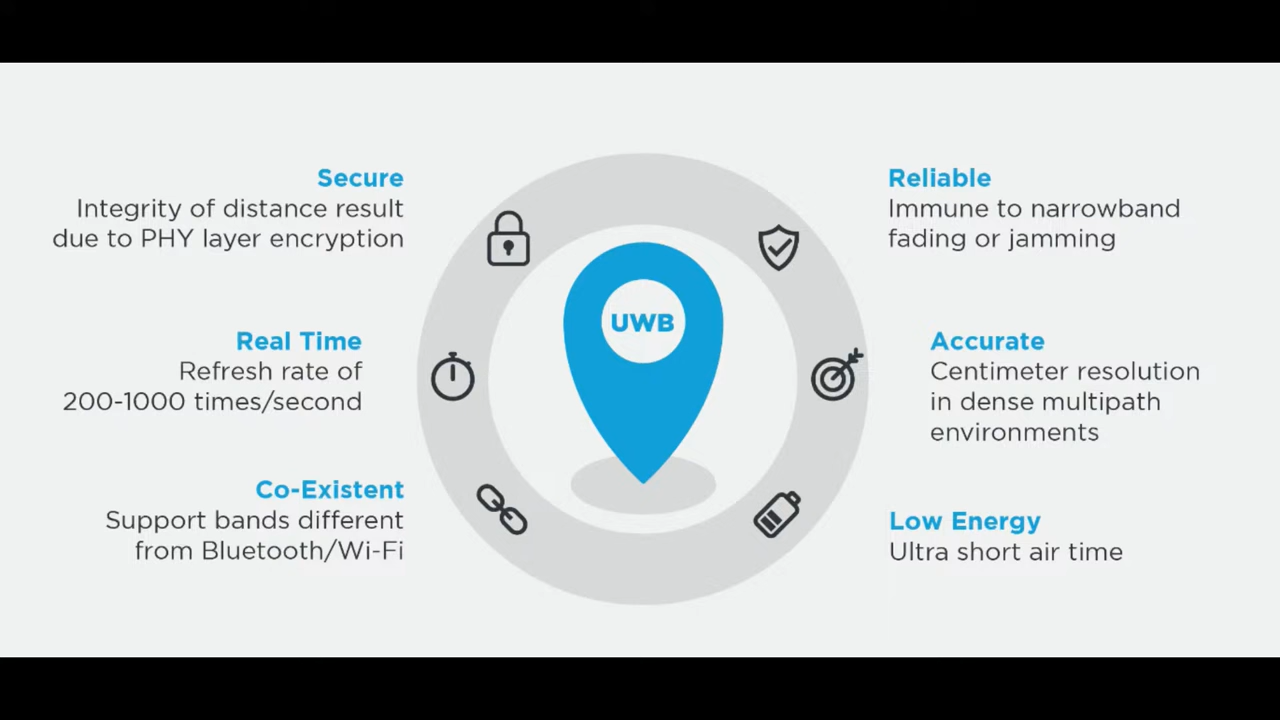 Secure
Integrity of distance result
due to PHY layer encryption
Real Time
Refresh rate of
200-1000 times/second
Co-Existent
Support bands different
from Bluetooth/Wi-Fi
UWB
Reliable
Immune to narrowband
fading or jamming
Accurate
Centimeter resolution
in dense multipath
environments
Low Energy
Ultra short air time